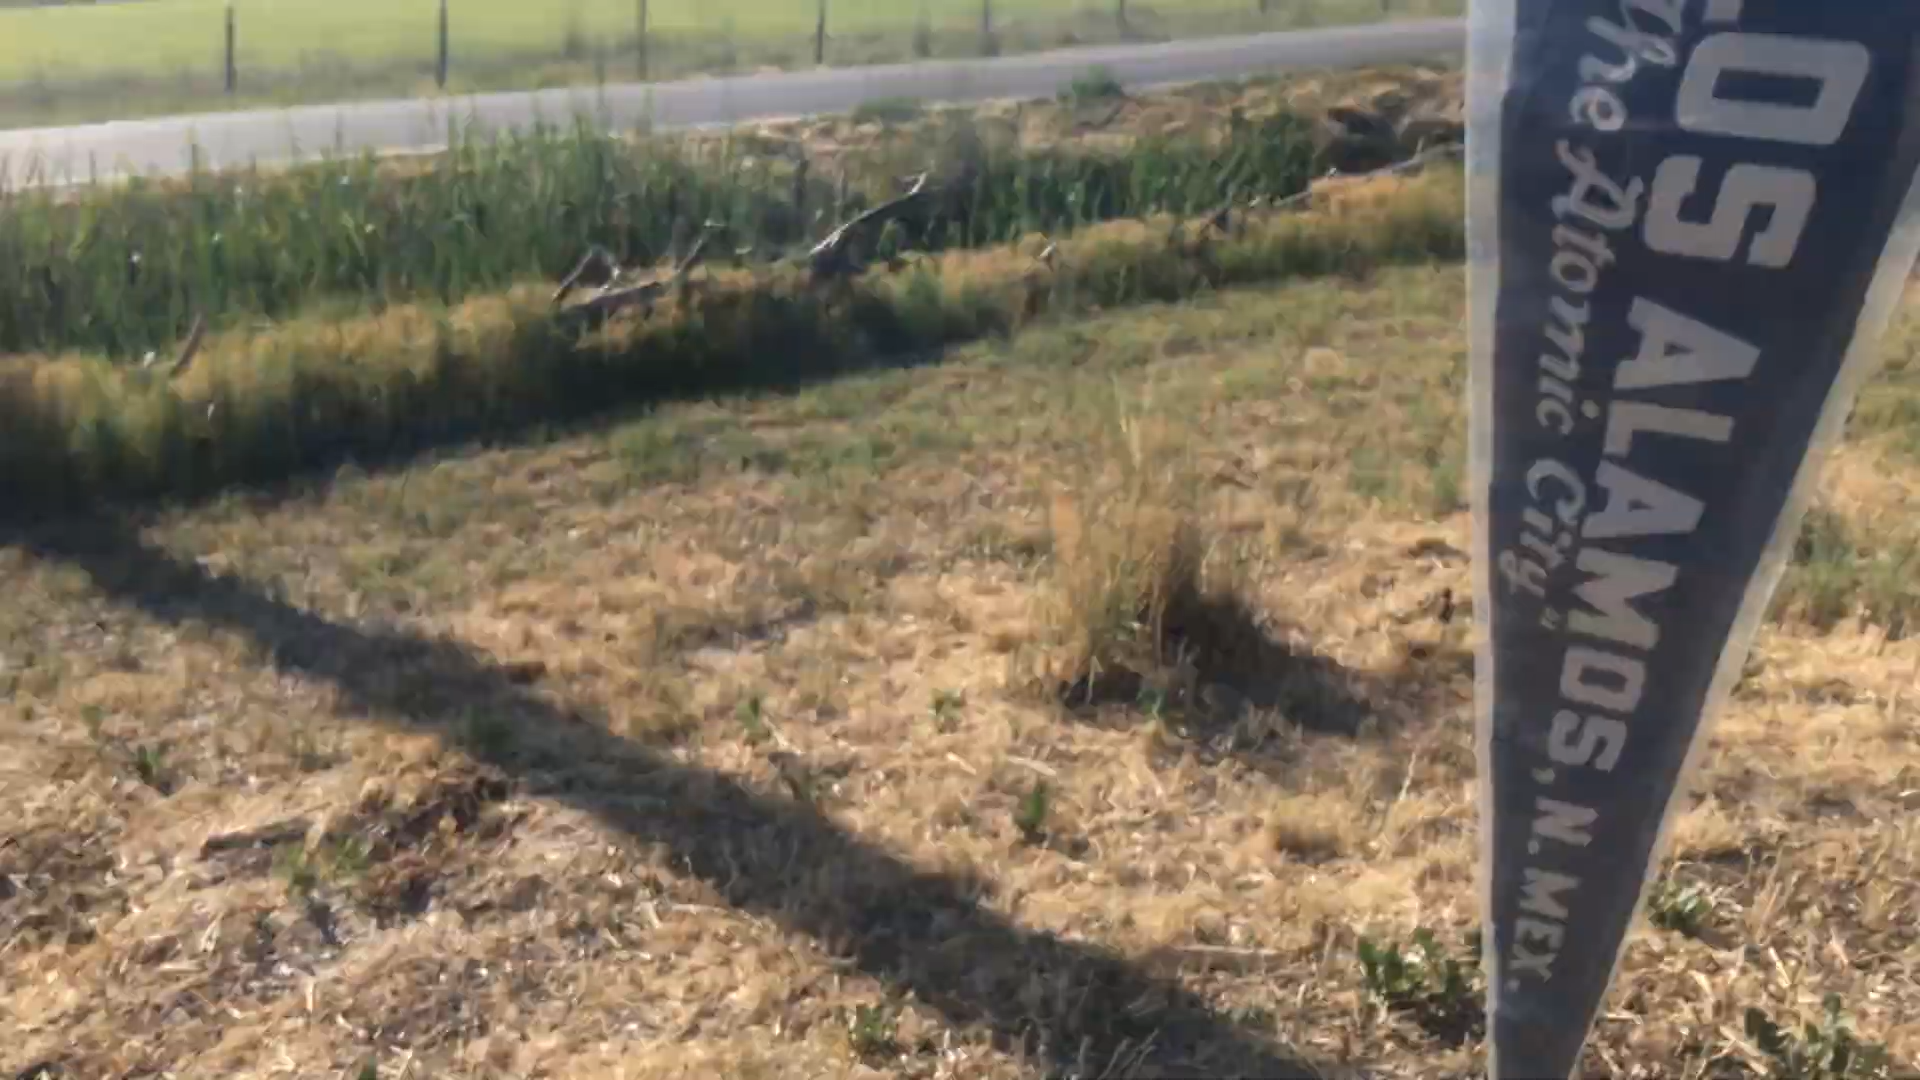 LOS ALAMOS, N. MEX.
"The Atomic City"